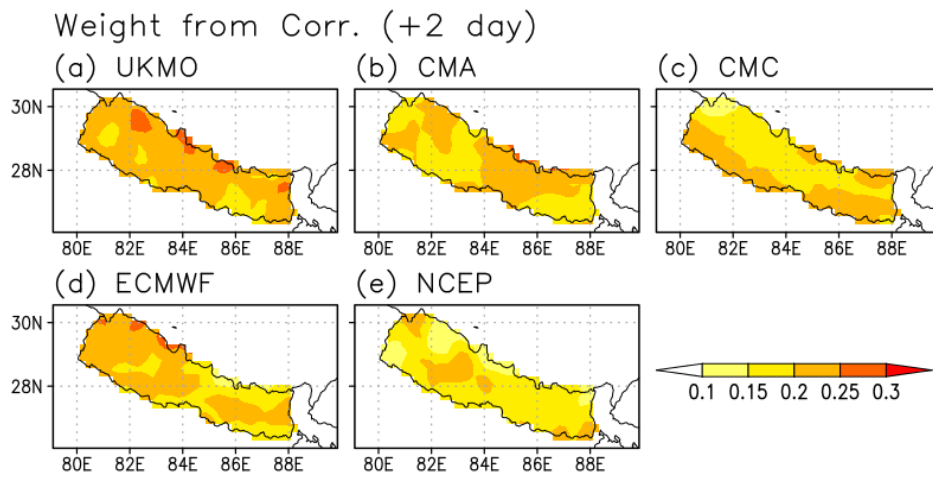 Weight from Corr. (+2 day)
(a) UKMO
(b) CMA
(c) CMC
30N
28N
80E 82E 84E 86E 88E
80E 82E 84E 86E 88E
30N
28N
80E 82E 84E 86E 88E
(d) ECMWF
(e) NCEP
30N
28N
80E 82E 84E 86E 88E
80E 82E 84E 86E 88E
0.1 0.15 0.2 0.25 0.3